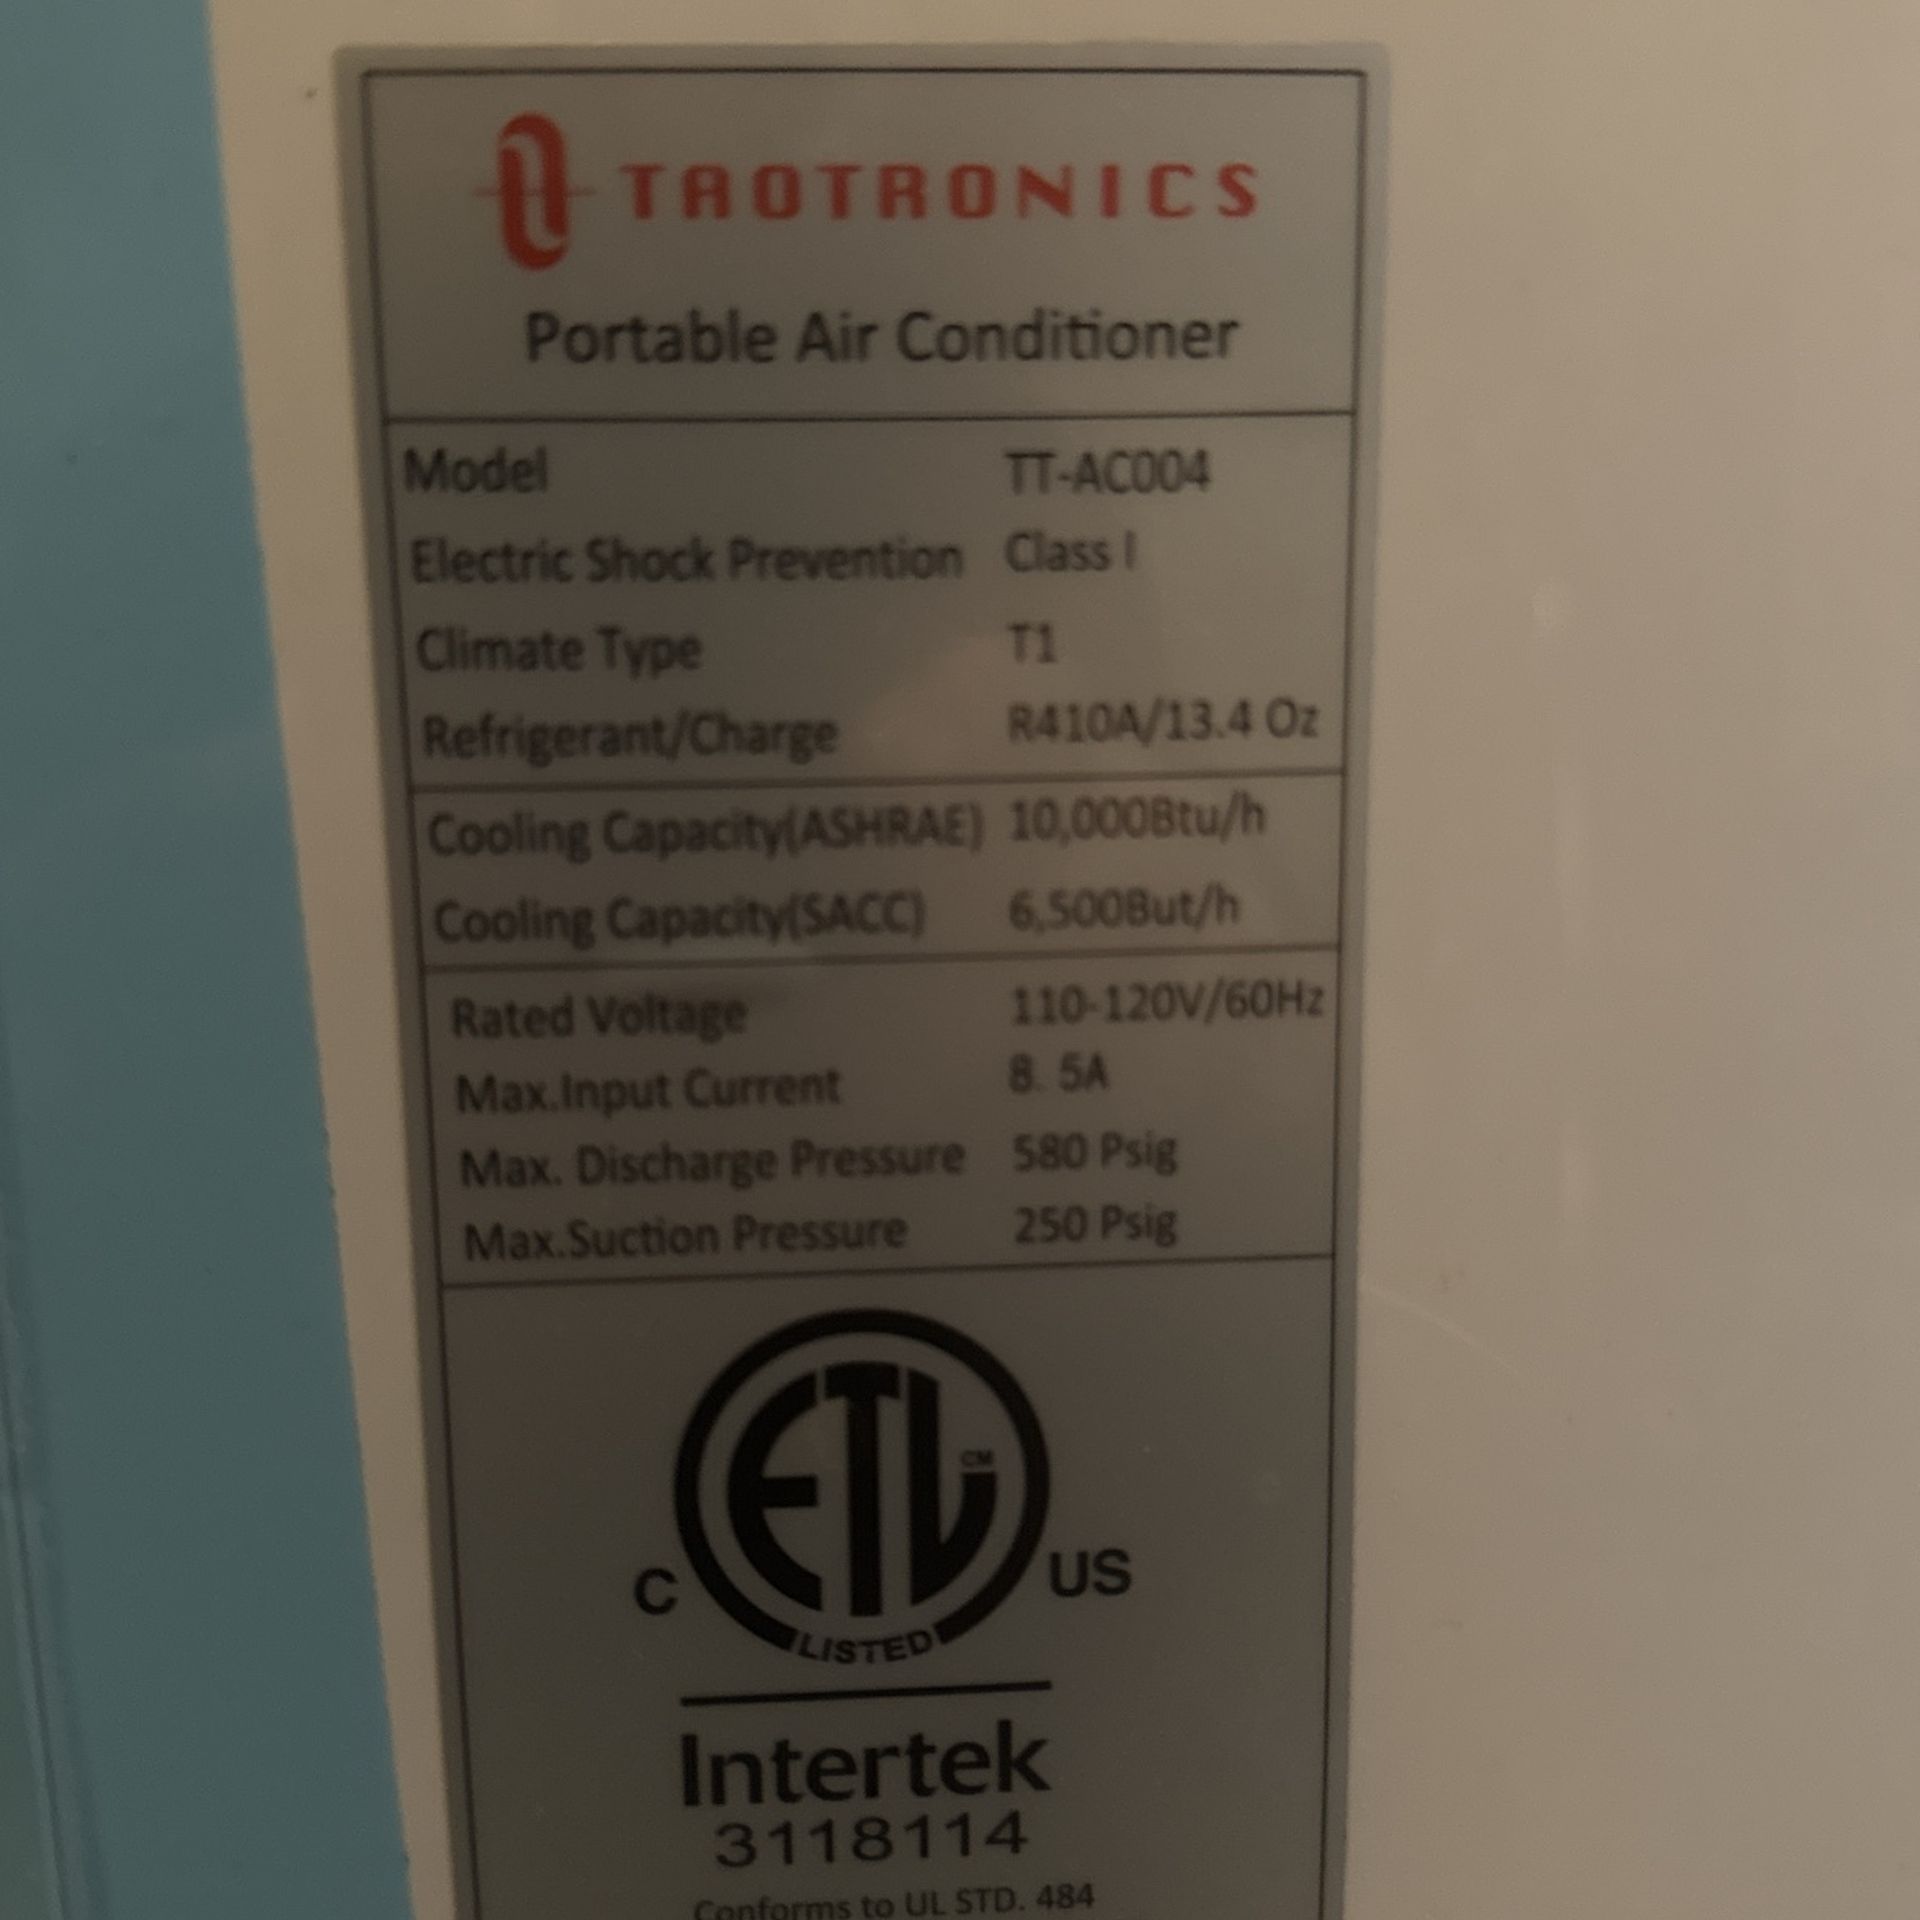 TAOTRONICS
Portable Air Conditioner
Model TT-AC004
Electric Shock Prevention Class I
Climate Type T1
Refrigerant/Charge R410A/13.4 Oz
Cooling Capacity(ASHRAE) 10,000Btu/h
Cooling Capacity(SACC) 6,500But/h
Rated Voltage 110-120V/60Hz
Max.Input Current 8. 5A
Max. Discharge Pressure 580 Psig
Max.Suction Pressure 250 Psig
ETL CM
C US
LISTED
Intertek
3118114
Conforms to UL STD. 484